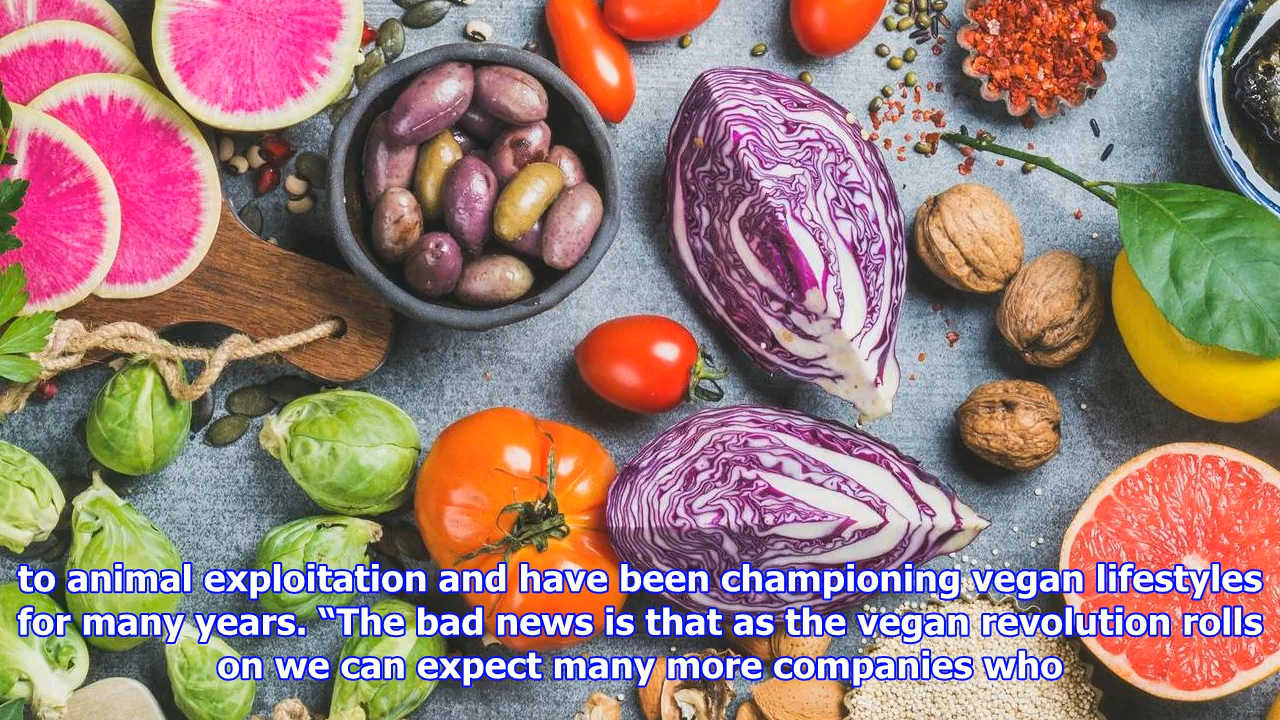 to animal exploitation and have been championing vegan lifestyles
for many years. “The bad news is that as the vegan revolution rolls
on we can expect many more companies who